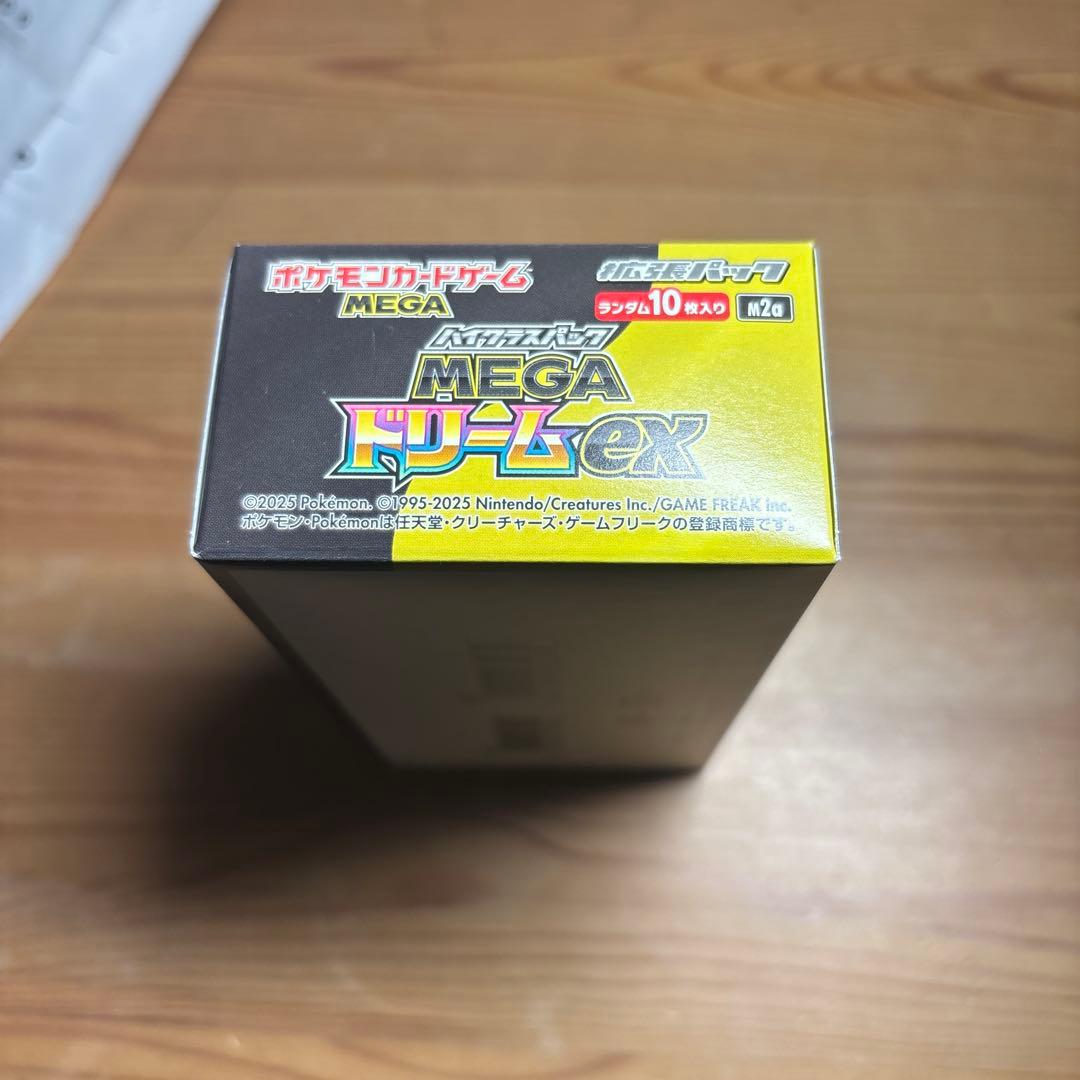 ポケモンカードゲーム
MEGA
拡張パック
ランダム10枚入り
M2a
ハイクラスパック
MEGA
ドリームex
©2025 Pokémon. ©1995-2025 Nintendo/Creatures Inc./GAME FREAK inc.
ポケモン・Pokémonは任天堂・クリーチャーズ・ゲームフリークの登録商標です。